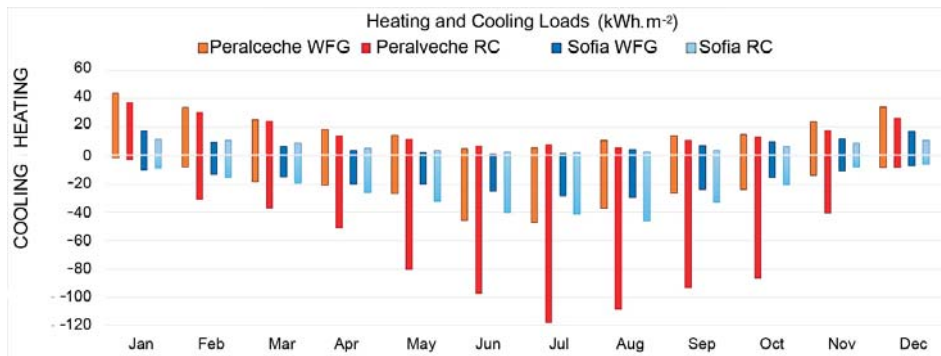 Heating and Cooling Loads (kWh.m⁻²)
Peralceche WFG Peralveche RC Sofia WFG Sofia RC
COOLING HEATING
60
40
20
0
-20
-40
-60
-80
-100
-120
Jan Feb Mar Apr May Jun Jul Aug Sep Oct Nov Dec